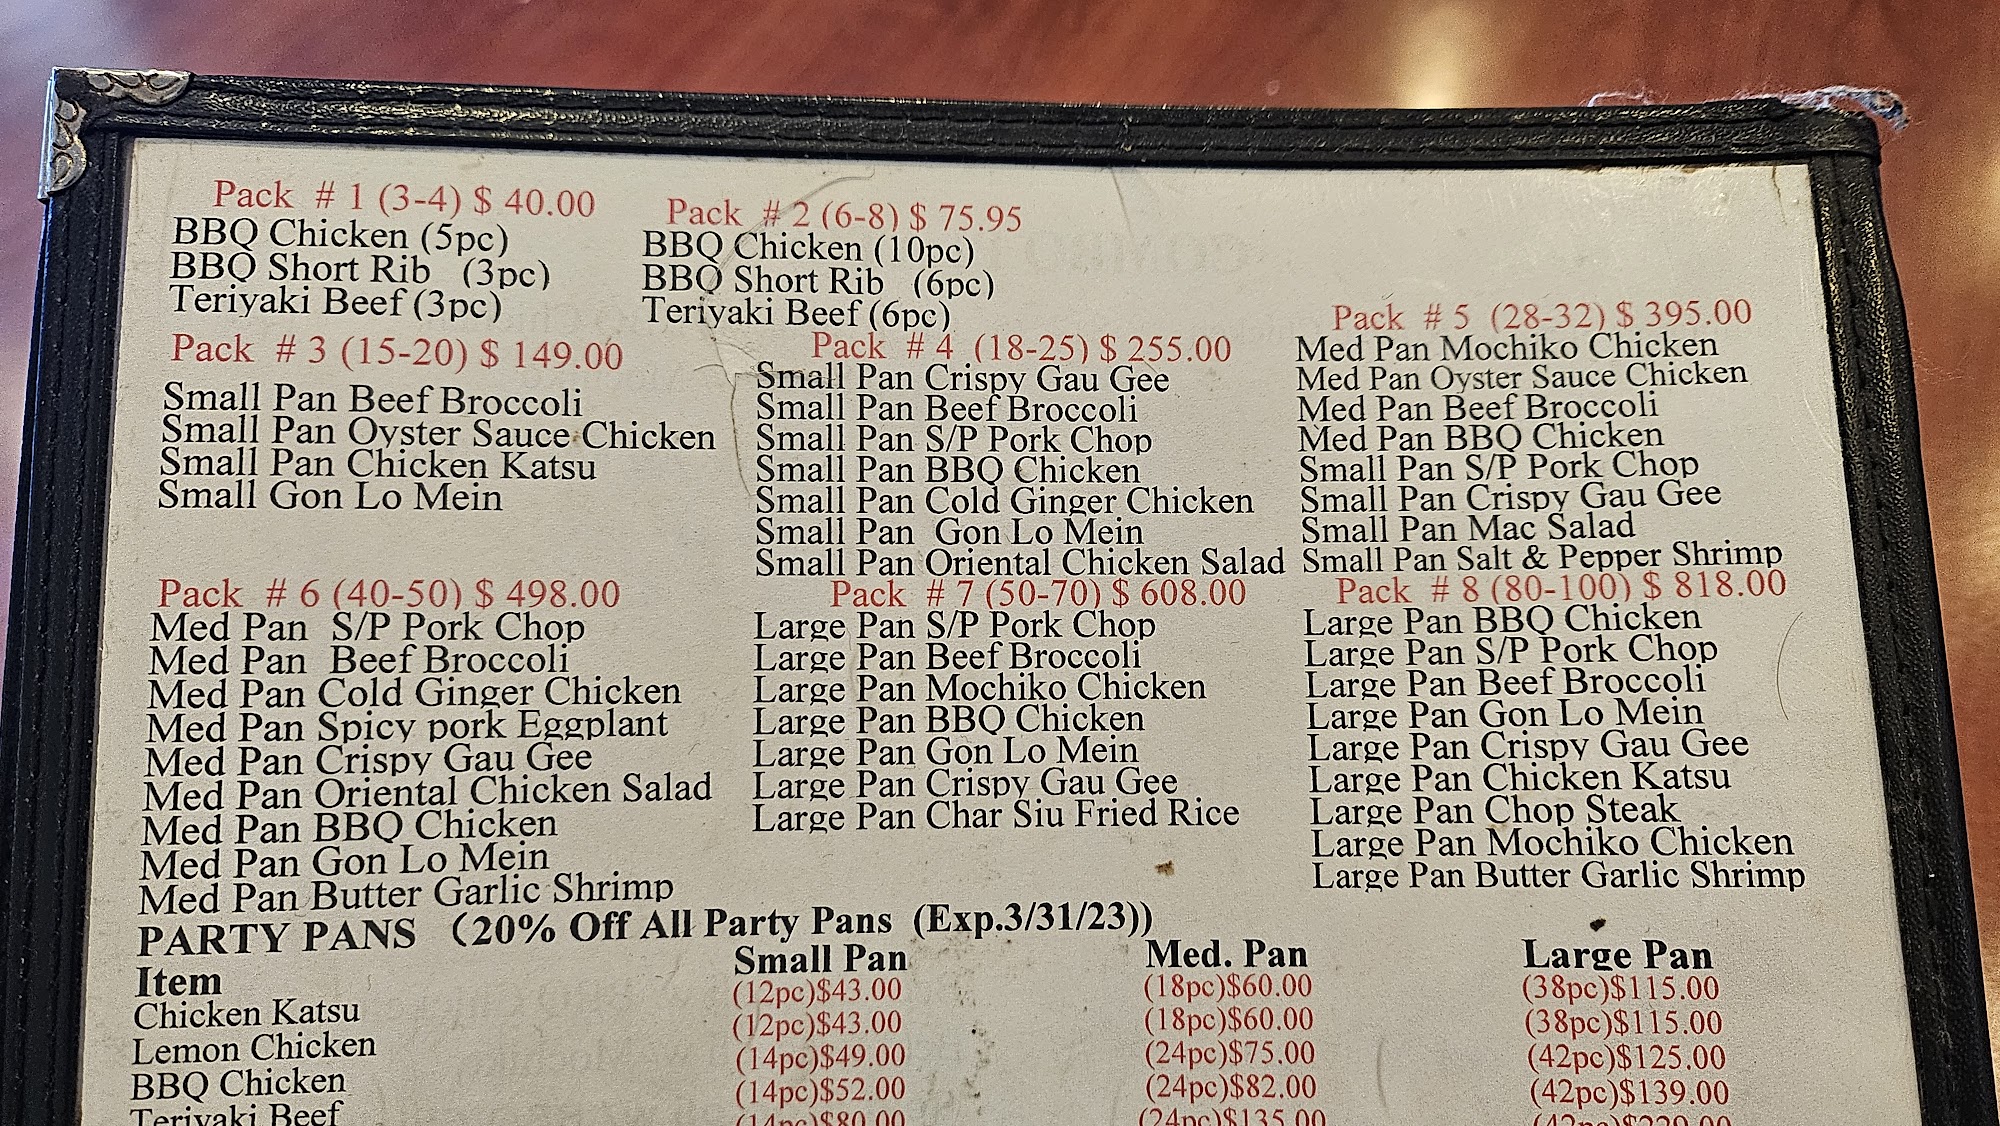 Pack # 1 (3-4) $ 40.00
BBQ Chicken (5pc)
BBQ Short Rib (3pc)
Teriyaki Beef (3pc)
Pack # 2 (6-8) $ 75.95
BBQ Chicken (10pc)
BBQ Short Rib (6pc)
Teriyaki Beef (6pc)
Pack # 3 (15-20) $ 149.00
Small Pan Beef Broccoli
Small Pan Oyster Sauce Chicken
Small Pan Chicken Katsu
Small Gon Lo Mein
Pack # 4 (18-25) $ 255.00
Small Pan Crispy Gau Gee
Small Pan Beef Broccoli
Small Pan S/P Pork Chop
Small Pan BBQ Chicken
Small Pan Cold Ginger Chicken
Small Pan Gon Lo Mein
Small Pan Oriental Chicken Salad
Pack # 5 (28-32) $ 395.00
Med Pan Mochiko Chicken
Med Pan Oyster Sauce Chicken
Med Pan Beef Broccoli
Med Pan BBQ Chicken
Small Pan S/P Pork Chop
Small Pan Crispy Gau Gee
Small Pan Mac Salad
Small Pan Salt & Pepper Shrimp
Pack # 6 (40-50) $ 498.00
Med Pan S/P Pork Chop
Med Pan Beef Broccoli
Med Pan Cold Ginger Chicken
Med Pan Spicy pork Eggplant
Med Pan Crispy Gau Gee
Med Pan Oriental Chicken Salad
Med Pan BBQ Chicken
Med Pan Gon Lo Mein
Med Pan Butter Garlic Shrimp
Pack # 7 (50-70) $ 608.00
Large Pan S/P Pork Chop
Large Pan Beef Broccoli
Large Pan Mochiko Chicken
Large Pan BBQ Chicken
Large Pan Gon Lo Mein
Large Pan Crispy Gau Gee
Large Pan Char Siu Fried Rice
Pack # 8 (80-100) $ 818.00
Large Pan BBQ Chicken
Large Pan S/P Pork Chop
Large Pan Beef Broccoli
Large Pan Gon Lo Mein
Large Pan Crispy Gau Gee
Large Pan Chicken Katsu
Large Pan Chop Steak
Large Pan Mochiko Chicken
Large Pan Butter Garlic Shrimp
PARTY PANS (20% Off All Party Pans (Exp.3/31/23))
Item Small Pan Med. Pan Large Pan
Chicken Katsu (12pc)$43.00 (18pc)$60.00 (38pc)$115.00
Lemon Chicken (12pc)$43.00 (18pc)$60.00 (38pc)$115.00
BBQ Chicken (14pc)$49.00 (24pc)$75.00 (42pc)$125.00
Teriyaki Beef (14pc)$52.00 (24pc)$82.00 (42pc)$139.00
(14pc)$80.00 (24pc)$135.00 (42pc)$229.00